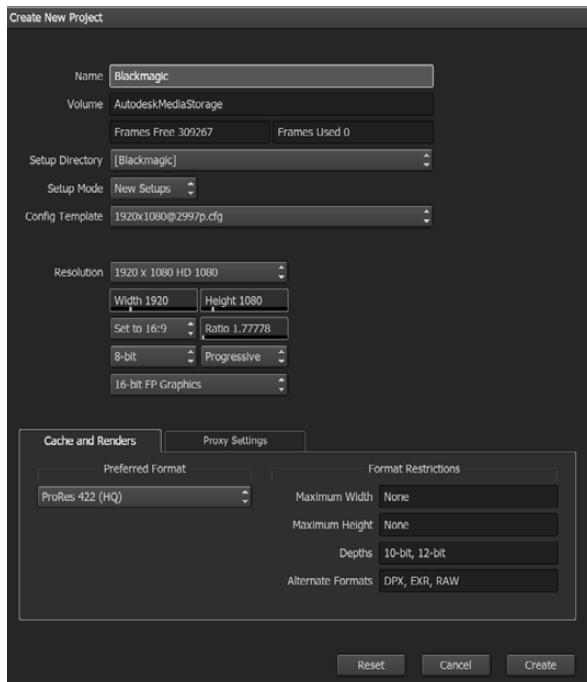 Create New Project
Name Blackmagic
Volume AutodeskMediaStorage
Frames Free 309267 Frames Used 0
Setup Directory [Blackmagic]
Setup Mode New Setups
Config Template 1920x1080@2997p.cfg
Resolution 1920 x 1080 HD 1080
Width 1920 Height 1080
Set to 16:9 Ratio 1.77778
8-bit Progressive
16-bit FP Graphics
Cache and Renders Proxy Settings
Preferred Format Format Restrictions
ProRes 422 (HQ) Maximum Width None
Maximum Height None
Depths 10-bit, 12-bit
Alternate Formats DPX, EXR, RAW
Reset Cancel Create